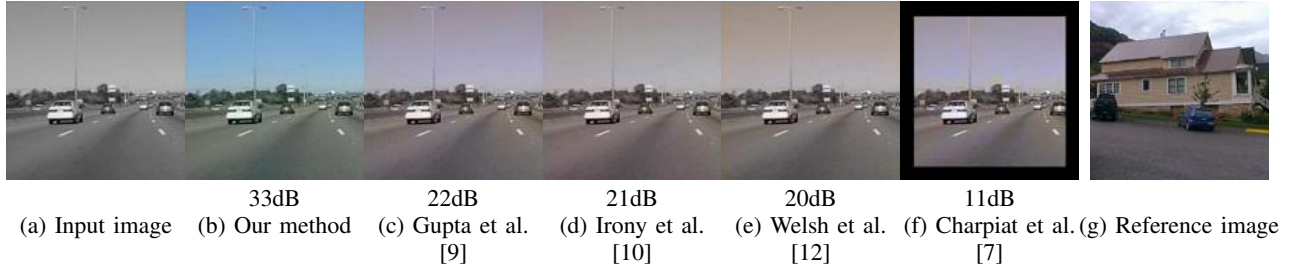 33dB 22dB 21dB 20dB 11dB
(a) Input image (b) Our method (c) Gupta et al. (d) Irony et al. (e) Welsh et al. (f) Charpiat et al. (g) Reference image
[9] [10] [12] [7]